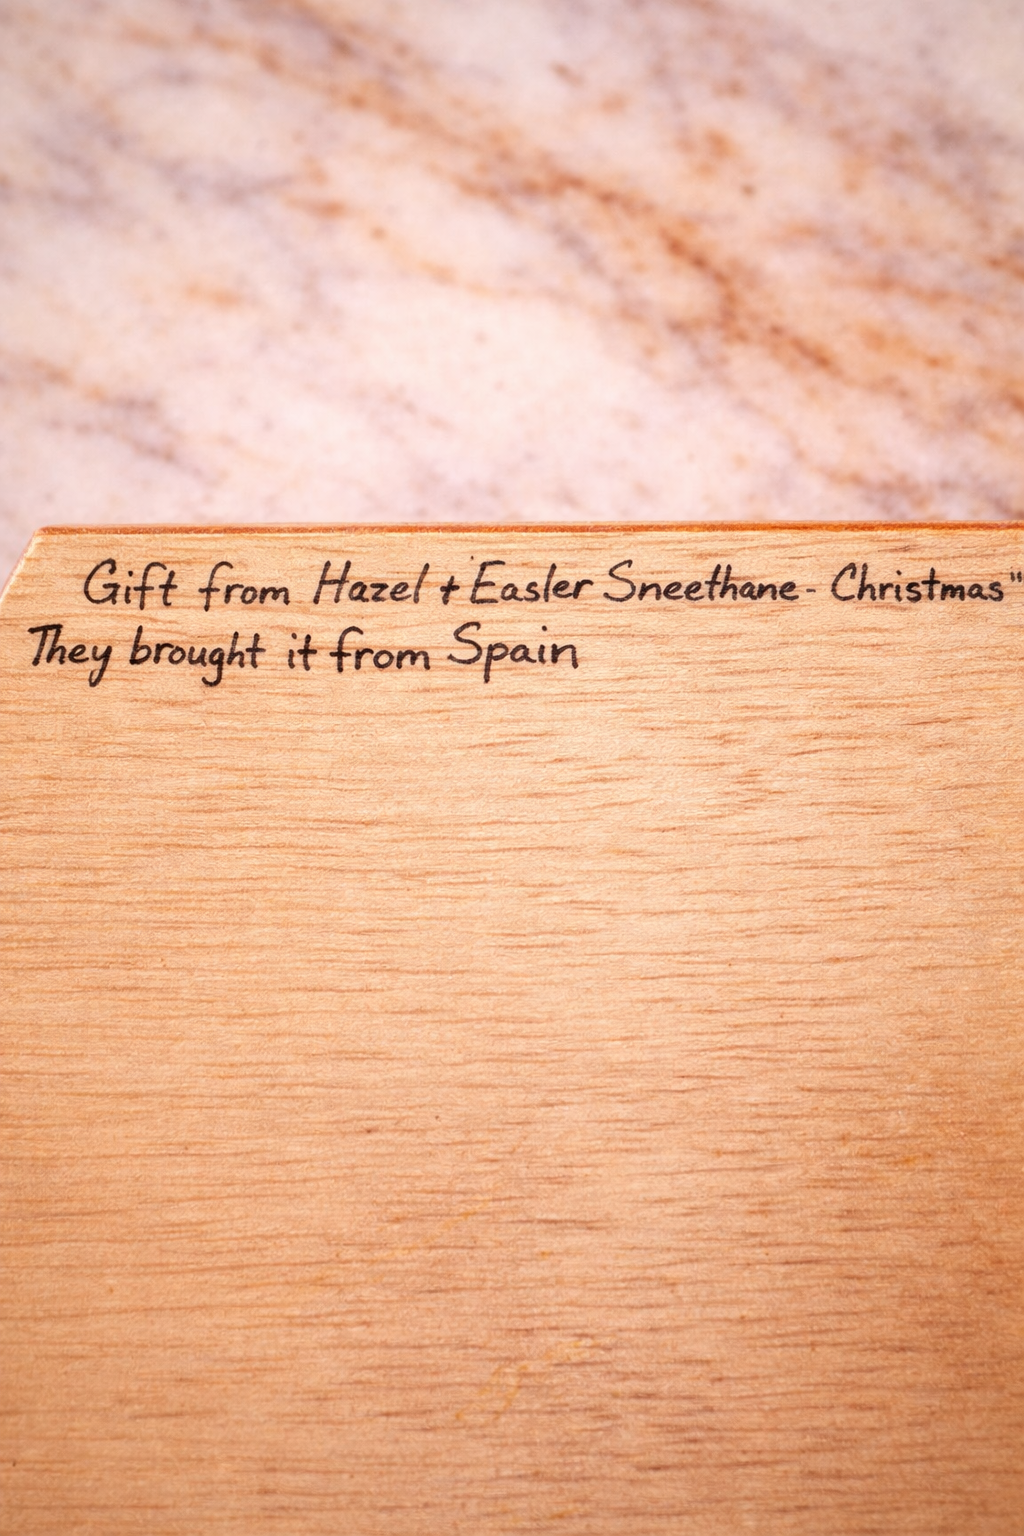 Gift from Hazel + Easler Sneethane - Christmas"
They brought it from Spain